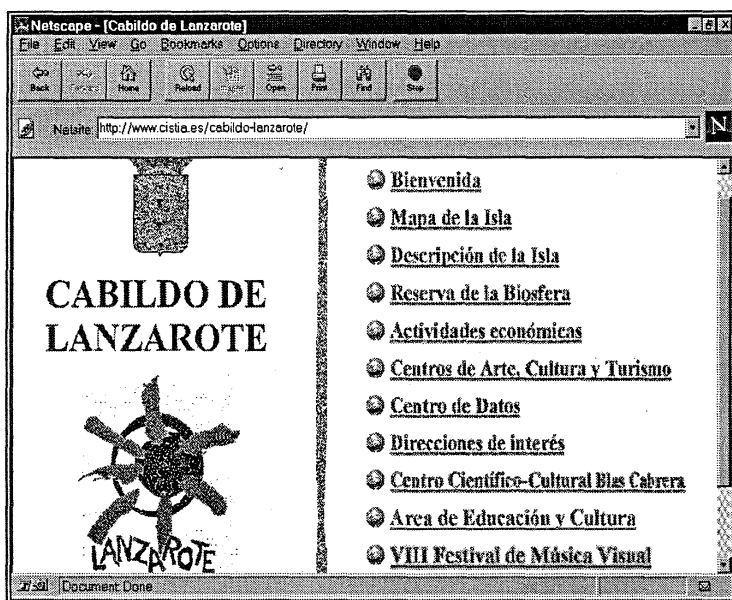 Netscape - [Cabildo de Lanzarote]
File Edit View Go Bookmarks Options Directory Window Help
Back Forward Home Reload Images Open Print Find Stop
Netsite: http://www.cistia.es/cabildo-lanzarote/
N
CABILDO DE
LANZAROTE
LANZAROTE
Bienvenida
Mapa de la Isla
Descripción de la Isla
Reserva de la Biosfera
Actividades económicas
Centros de Arte, Cultura y Turismo
Centro de Datos
Direcciones de interés
Centro Científico-Cultural Blas Cabrera
Area de Educación y Cultura
VIII Festival de Música Visual
Document: Done